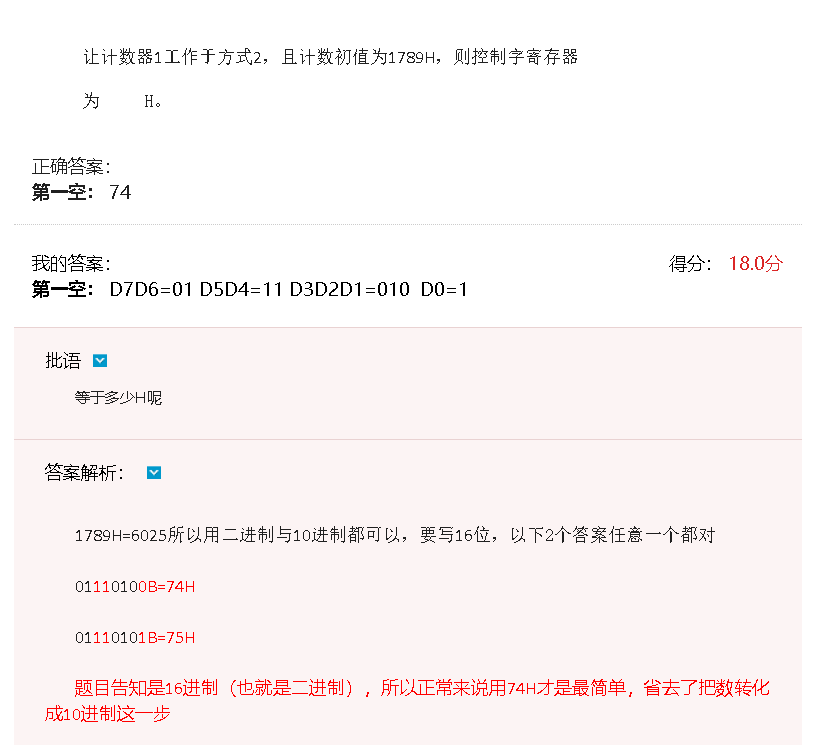 让计数器1工作于方式2，且计数初值为1789H，则控制字寄存器
为 H。
正确答案：
第一空： 74
我的答案：
得分： 18.0分
第一空： D7D6=01 D5D4=11 D3D2D1=010 D0=1
批语
等于多少H呢
答案解析：
1789H=6025所以用二进制与10进制都可以，要写16位，以下2个答案任意一个都对
01110100B=74H
01110101B=75H
题目告知是16进制（也就是二进制），所以正常来说用74H才是最简单，省去了把数转化
成10进制这一步